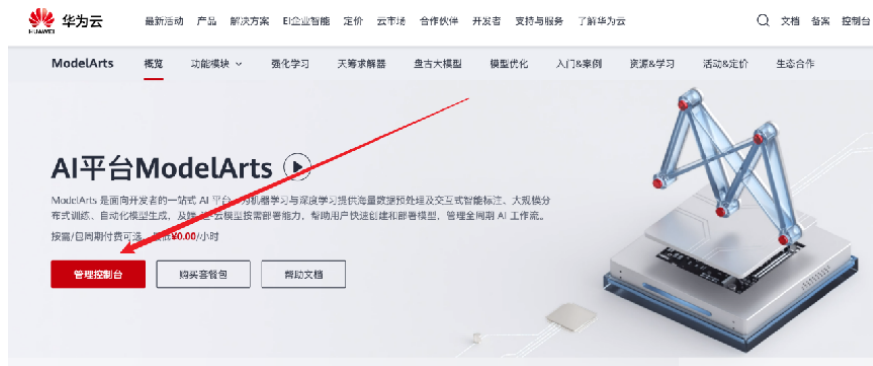 HUAWEI 华为云 最新活动 产品 解决方案 EI企业智能 定价 云市场 合作伙伴 开发者 支持与服务 了解华为云 文档 备案 控制台
ModelArts 概览 功能模块 强化学习 天筹求解器 盘古大模型 模型优化 入门&案例 资源&学习 活动&定价 生态合作
AI平台ModelArts
ModelArts 是面向开发者的一站式 AI 平台，为机器学习与深度学习提供海量数据预处理及交互式智能标注、大规模分
布式训练、自动化模型生成，及端-边-云模型按需部署能力，帮助用户快速创建和部署模型，管理全周期 AI 工作流。
按需/包周期付费可选 ¥0.00/小时
管理控制台 购买套餐包 帮助文档